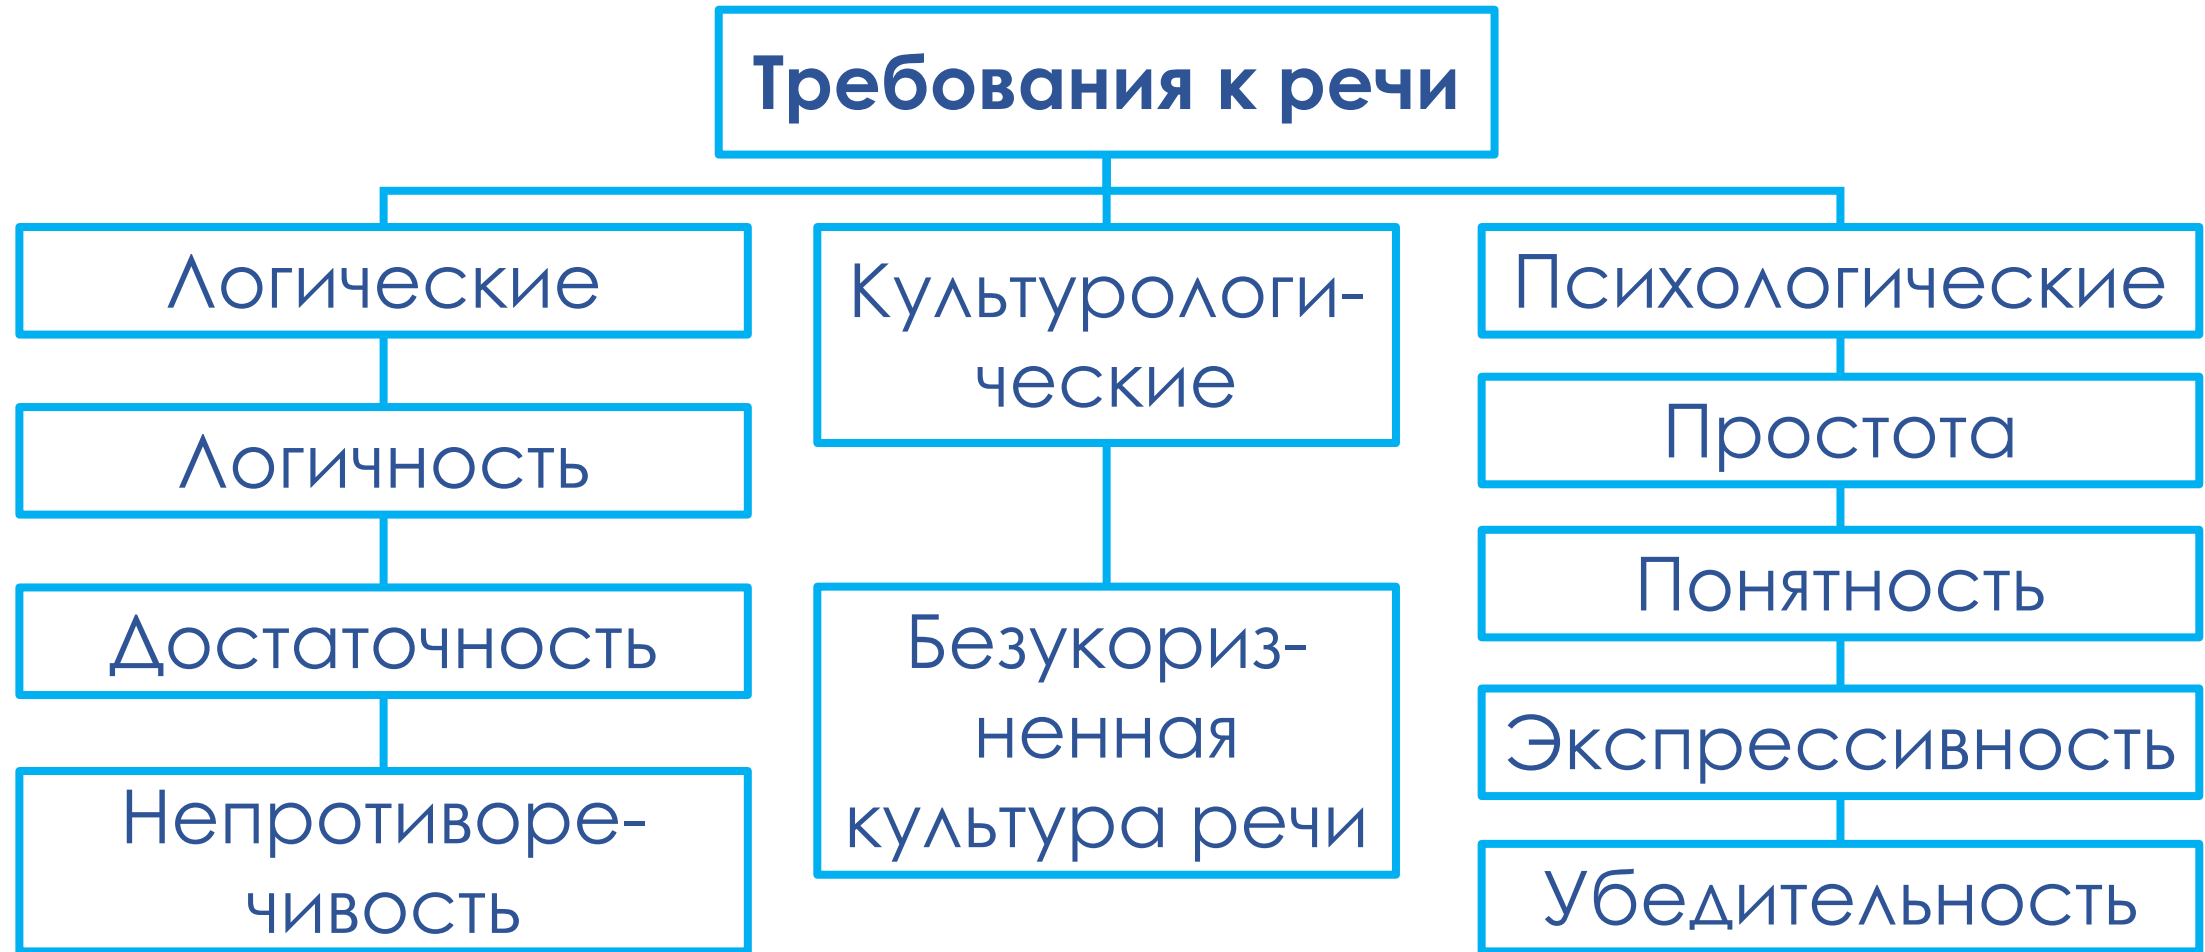 Требования к речи
Логические
Логичность
Достаточность
Непротиворе-
чивость
Культурологи-
ческие
Безукориз-
ненная
культура речи
Психологические
Простота
Понятность
Экспрессивность
Убедительность